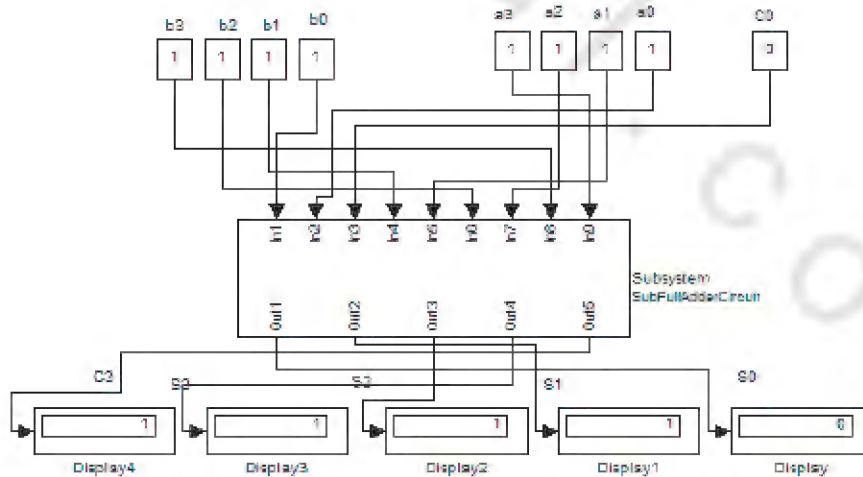 b3 b2 b1 b0 a3 a2 a1 a0 C0
1 1 1 1 1 1 1 1 0
In1 In2 In3 In4 In5 In6 In7 In8 In9
Subsystem
SubFullAdderCircuit
Out1 Out2 Out3 Out4 Out5
C3 S3 S2 S1 S0
1 1 1 1 0
Display4 Display3 Display2 Display1 Display